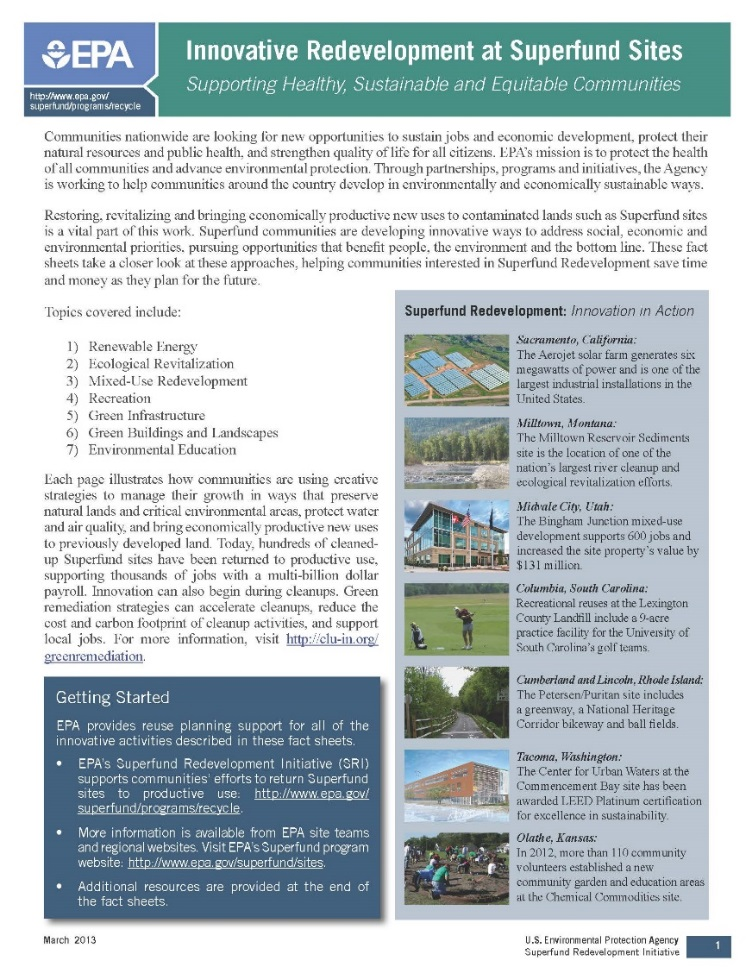 EPA
http://www.epa.gov/
superfund/programs/recycle
Innovative Redevelopment at Superfund Sites
Supporting Healthy, Sustainable and Equitable Communities
Communities nationwide are looking for new opportunities to sustain jobs and economic development, protect their
natural resources and public health, and strengthen quality of life for all citizens. EPA's mission is to protect the health
of all communities and advance environmental protection. Through partnerships, programs and initiatives, the Agency
is working to help communities around the country develop in environmentally and economically sustainable ways.
Restoring, revitalizing and bringing economically productive new uses to contaminated lands such as Superfund sites
is a vital part of this work. Superfund communities are developing innovative ways to address social, economic and
environmental priorities, pursuing opportunities that benefit people, the environment and the bottom line. These fact
sheets take a closer look at these approaches, helping communities interested in Superfund Redevelopment save time
and money as they plan for the future.
Topics covered include:
1) Renewable Energy
2) Ecological Revitalization
3) Mixed-Use Redevelopment
4) Recreation
5) Green Infrastructure
6) Green Buildings and Landscapes
7) Environmental Education
Each page illustrates how communities are using creative
strategies to manage their growth in ways that preserve
natural lands and critical environmental areas, protect water
and air quality, and bring economically productive new uses
to previously developed land. Today, hundreds of cleaned-
up Superfund sites have been returned to productive use,
supporting thousands of jobs with a multi-billion dollar
payroll. Innovation can also begin during cleanups. Green
remediation strategies can accelerate cleanups, reduce the
cost and carbon footprint of cleanup activities, and support
local jobs. For more information, visit http://clu-in.org/
greenremediation.
Getting Started
EPA provides reuse planning support for all of the
innovative activities described in these fact sheets.
• EPA's Superfund Redevelopment Initiative (SRI)
supports communities' efforts to return Superfund
sites to productive use: http://www.epa.gov/
superfund/programs/recycle.
• More information is available from EPA site teams
and regional websites. Visit EPA's Superfund program
website: http://www.epa.gov/superfund/sites.
• Additional resources are provided at the end of
the fact sheets.
Superfund Redevelopment: Innovation in Action
Sacramento, California:
The Aerojet solar farm generates six
megawatts of power and is one of the
largest industrial installations in the
United States.
Milltown, Montana:
The Milltown Reservoir Sediments
site is the location of one of the
nation's largest river cleanup and
ecological revitalization efforts.
Midvale City, Utah:
The Bingham Junction mixed-use
development supports 600 jobs and
increased the site property's value by
$131 million.
Columbia, South Carolina:
Recreational reuses at the Lexington
County Landfill include a 9-acre
practice facility for the University of
South Carolina's golf teams.
Cumberland and Lincoln, Rhode Island:
The Petersen/Puritan site includes
a greenway, a National Heritage
Corridor bikeway and ball fields.
Tacoma, Washington:
The Center for Urban Waters at the
Commencement Bay site has been
awarded LEED Platinum certification
for excellence in sustainability.
Olathe, Kansas:
In 2012, more than 110 community
volunteers established a new
community garden and education areas
at the Chemical Commodities site.
March 2013
U.S. Environmental Protection Agency
Superfund Redevelopment Initiative
1